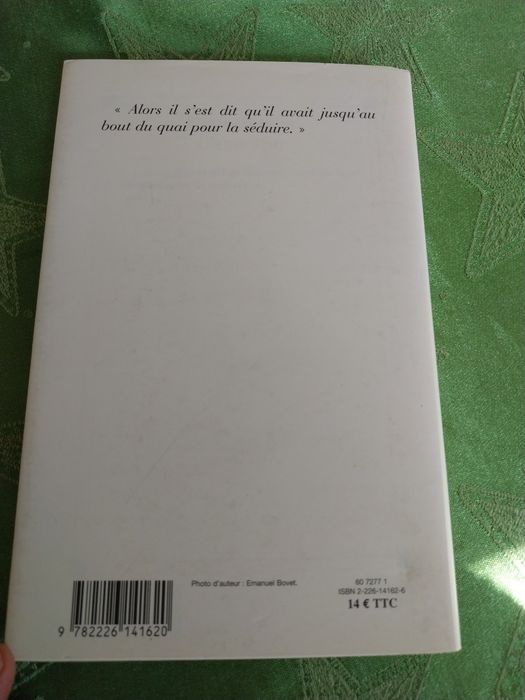 « Alors il s'est dit qu'il avait jusqu'au
bout du quai pour la séduire. »
Photo d'auteur : Emanuel Bovet.
60 7277 1
ISBN 2-226-14162-6
14 € TTC
9 782226 141620